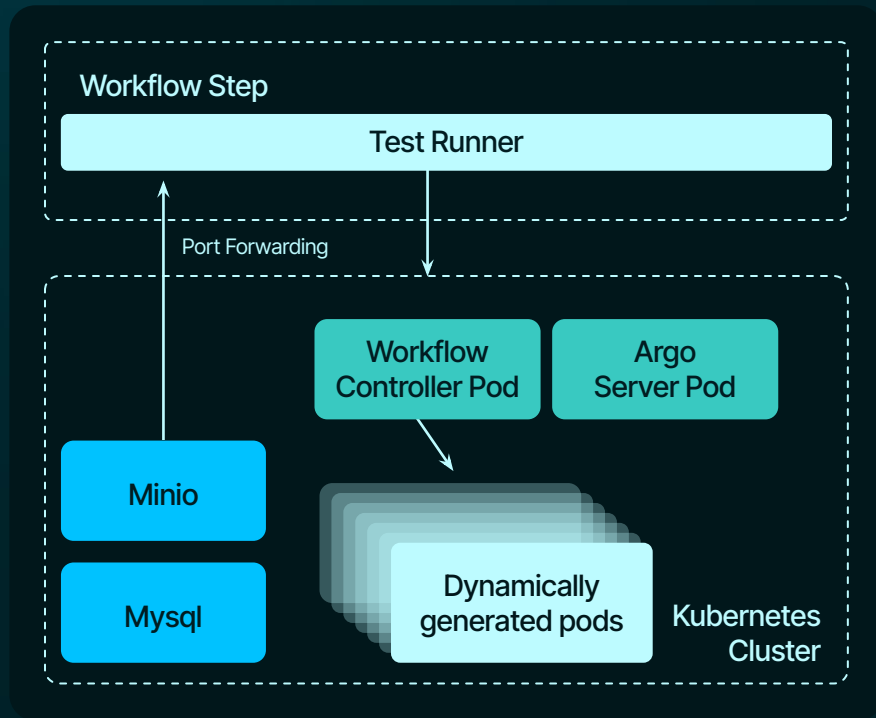 Workflow Step
Test Runner
Port Forwarding
Workflow
Controller Pod
Argo
Server Pod
Minio
Mysql
Dynamically
generated pods
Kubernetes
Cluster